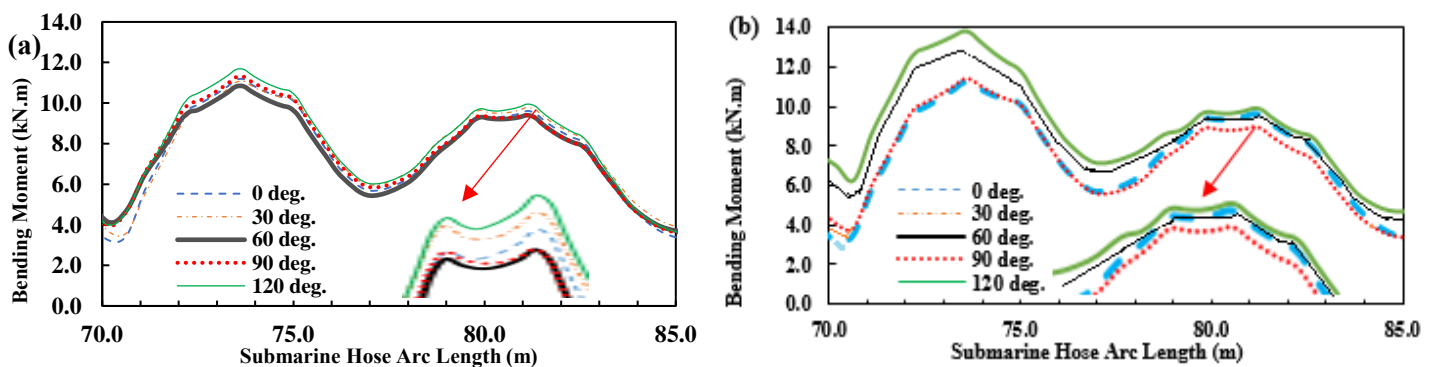 (a)
Bending Moment (kN.m)
14.0
12.0
10.0
8.0
6.0
4.0
2.0
0.0
0 deg.
30 deg.
60 deg.
90 deg.
120 deg.
70.0 75.0 80.0 85.0
Submarine Hose Arc Length (m)
(b)
Bending Moment (kN.m)
14.0
12.0
10.0
8.0
6.0
4.0
2.0
0.0
0 deg.
30 deg.
60 deg.
90 deg.
120 deg.
70.0 75.0 80.0 85.0
Submarine Hose Arc Length (m)